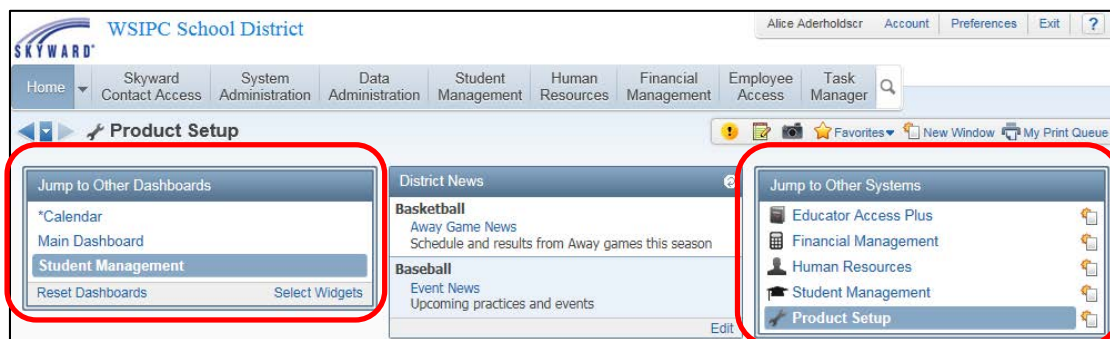 SKYWARD
WSIPC School District
Alice Aderholdscr Account Preferences Exit ?
Home Skyward Contact Access System Administration Data Administration Student Management Human Resources Financial Management Employee Access Task Manager
Product Setup
Favorites New Window My Print Queue
Jump to Other Dashboards
*Calendar
Main Dashboard
Student Management
Reset Dashboards Select Widgets
District News
Basketball
Away Game News
Schedule and results from Away games this season
Baseball
Event News
Upcoming practices and events
Edit
Jump to Other Systems
Educator Access Plus
Financial Management
Human Resources
Student Management
Product Setup